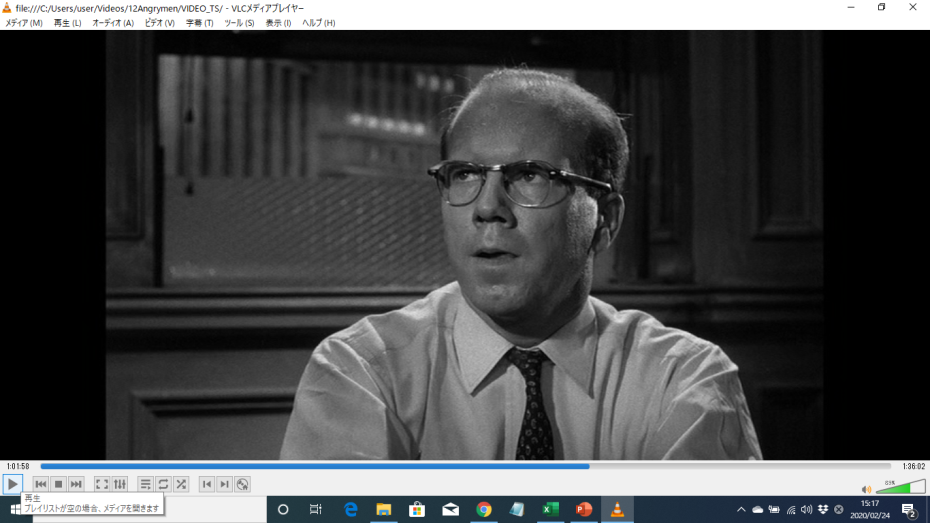 file:///C:/Users/user/Videos/12Angrymen/VIDEO_TS/ - VLCメディアプレイヤー
メディア (M) 再生 (L) オーディオ (A) ビデオ (V) 字幕 (T) ツール (S) 表示 (I) ヘルプ (H)
1:01:58 1:36:02
83%
再生
プレイリストが空の場合、メディアを開きます
15:17
2020/02/24
2